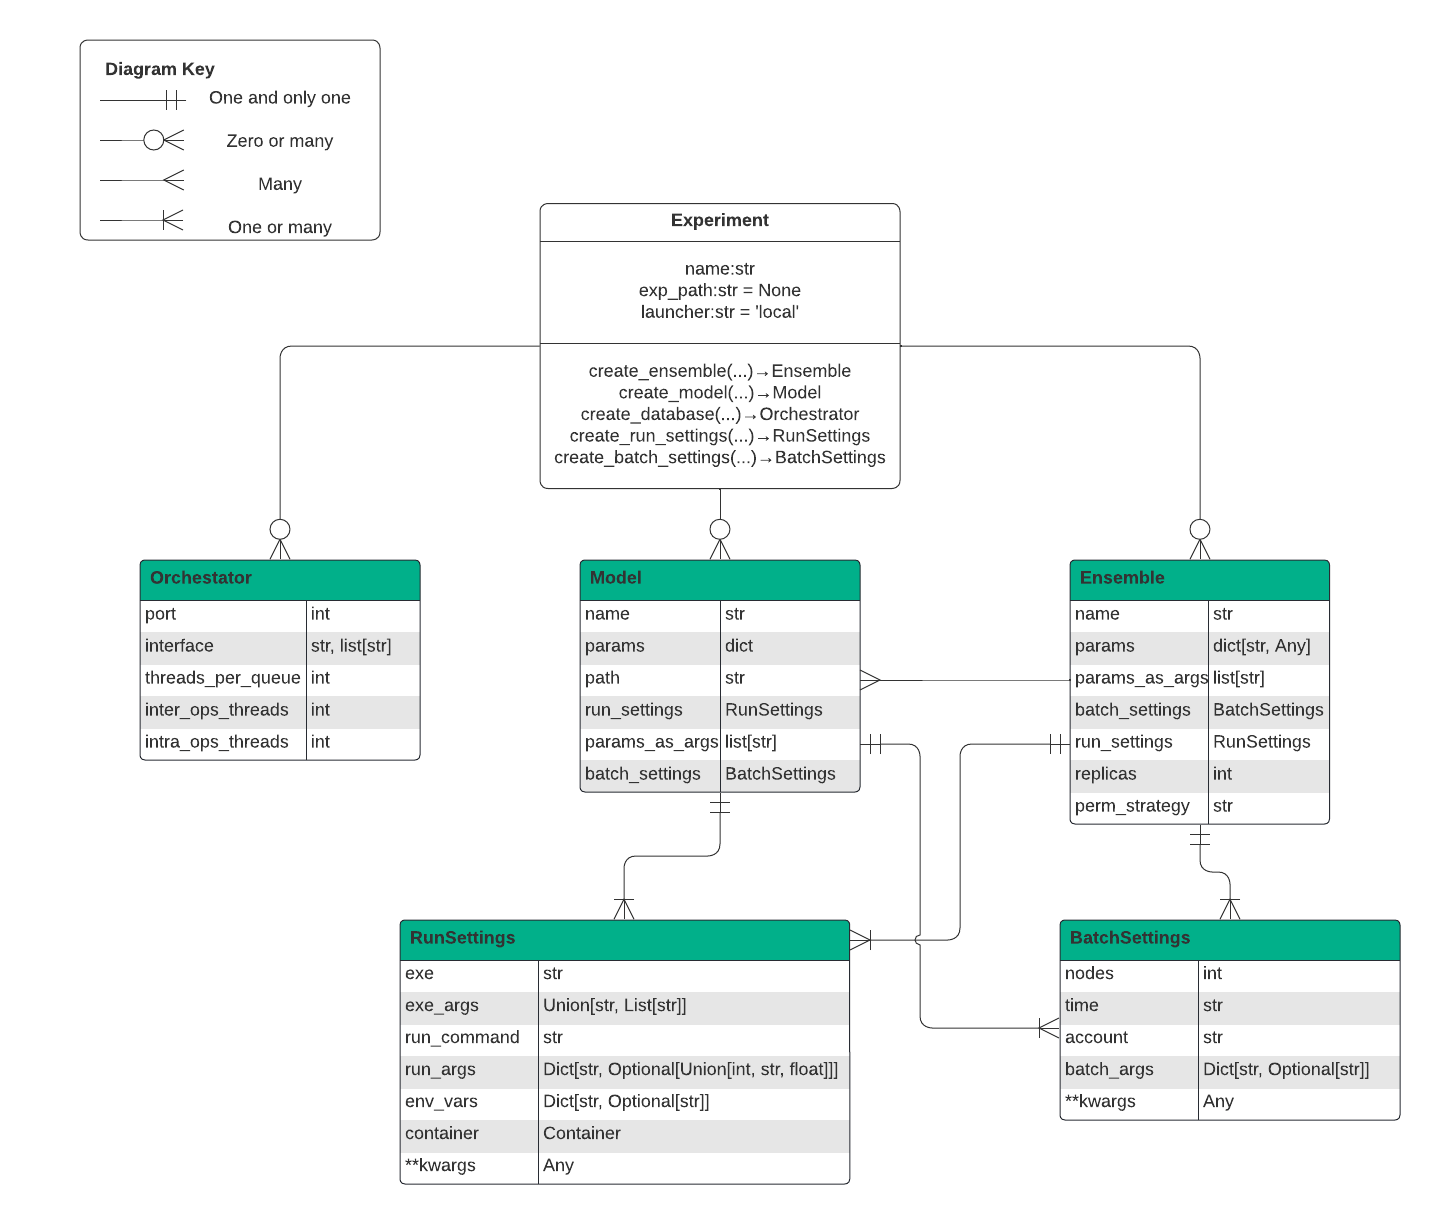 Diagram Key
One and only one
Zero or many
Many
One or many
Experiment
name:str
exp_path:str = None
launcher:str = 'local'
create_ensemble(...)→Ensemble
create_model(...)→Model
create_database(...)→Orchestrator
create_run_settings(...)→RunSettings
create_batch_settings(...)→BatchSettings
Orchestator
port int
interface str, list[str]
threads_per_queue int
inter_ops_threads int
intra_ops_threads int
Model
name str
params dict
path str
run_settings RunSettings
params_as_args list[str]
batch_settings BatchSettings
Ensemble
name str
params dict[str, Any]
params_as_args list[str]
batch_settings BatchSettings
run_settings RunSettings
replicas int
perm_strategy str
RunSettings
exe str
exe_args Union[str, List[str]]
run_command str
run_args Dict[str, Optional[Union[int, str, float]]]
env_vars Dict[str, Optional[str]]
container Container
**kwargs Any
BatchSettings
nodes int
time str
account str
batch_args Dict[str, Optional[str]]
**kwargs Any